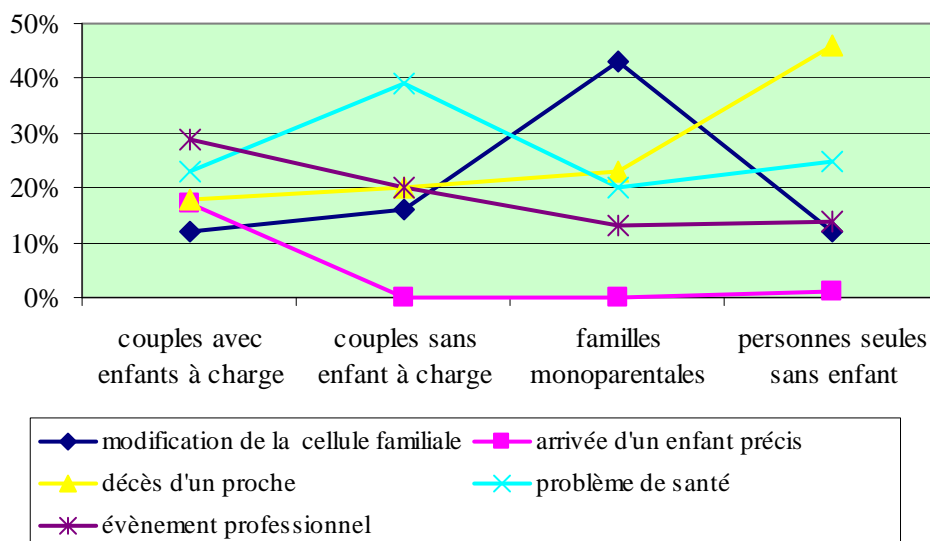 50%
40%
30%
20%
10%
0%
couples avec
enfants à charge
couples sans
enfant à charge
familles
monoparentales
personnes seules
sans enfant
modification de la cellule familiale
arrivée d'un enfant précis
décès d'un proche
problème de santé
évènement professionnel